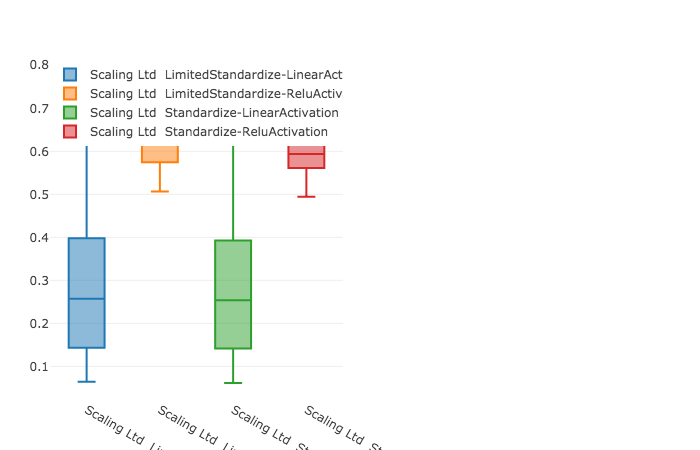 0.8
Scaling Ltd  LimitedStandardize-LinearAct
Scaling Ltd  LimitedStandardize-ReluActiv
0.7
Scaling Ltd  Standardize-LinearActivation
Scaling Ltd  Standardize-ReluActivation
0.6
0.5
0.4
0.3
0.2
0.1
Scaling Ltd
Scaling Ltd
Scaling Ltd
Scaling Ltd